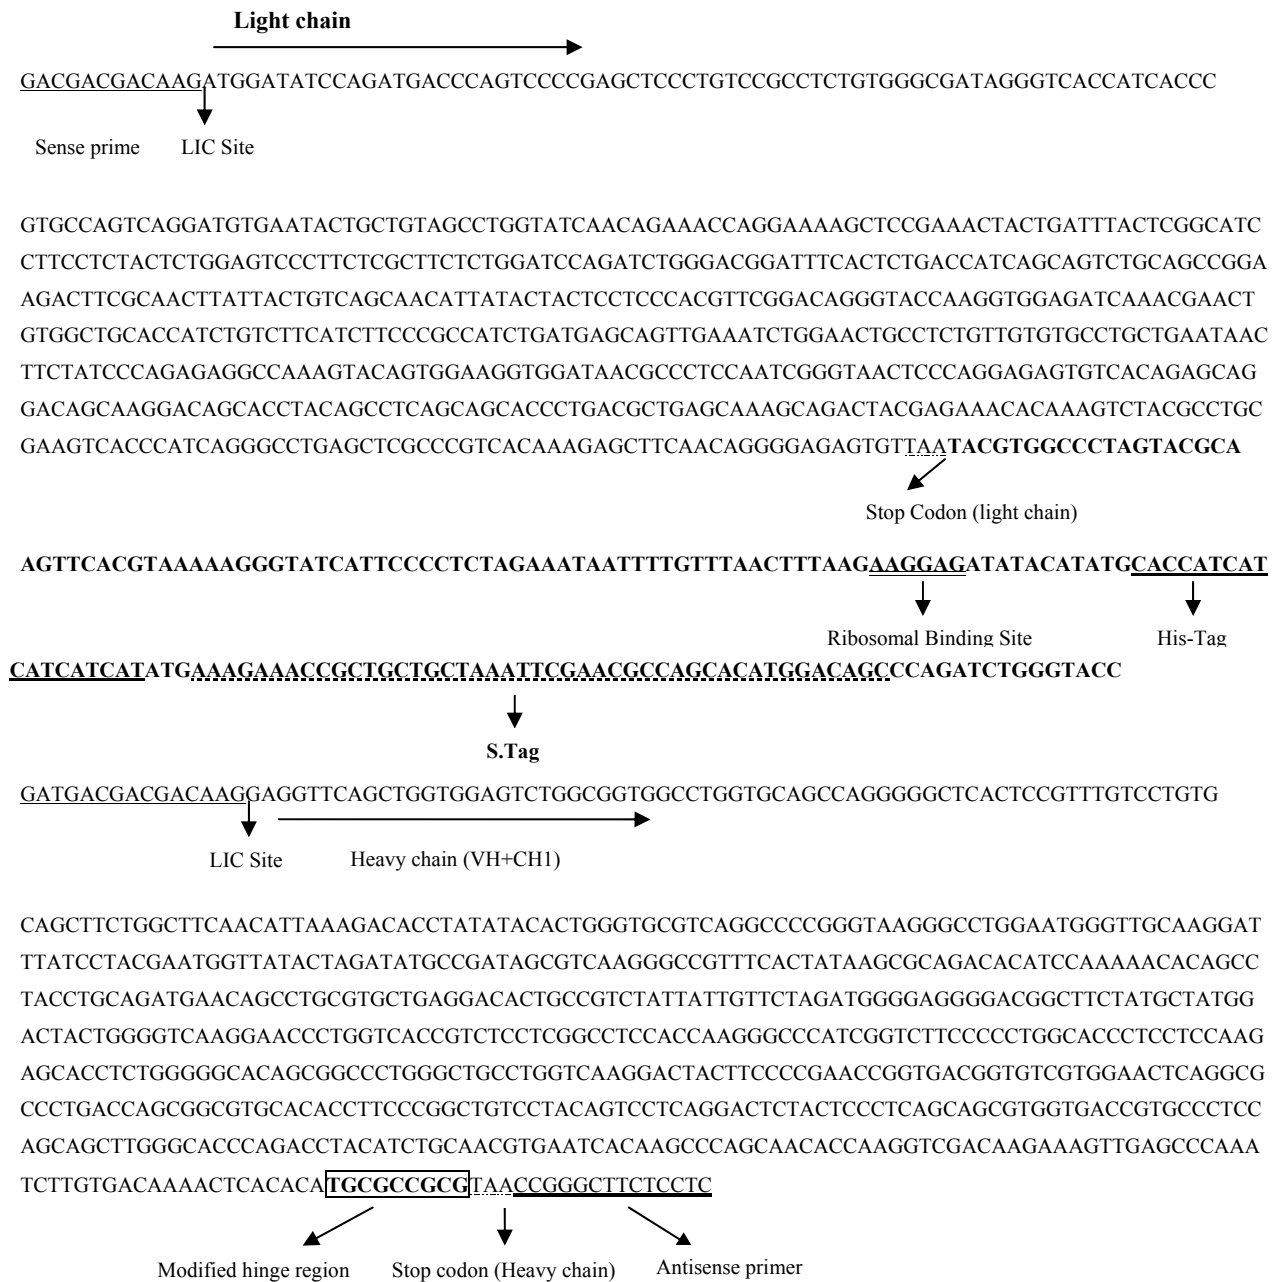 Light chain
GACGACGACAAGATGGATATCCAGATGACCCAGTCCCCGAGCTCCCTGTCCGCCTCTGTGGGCGATAGGGTCACCATCACCC
Sense prime LIC Site
GTGCCAGTCAGGATGTGAATACTGCTGTAGCCTGGTATCAACAGAAACCAGGAAAAGCTCCGAAACTACTGATTTACTCGGCATC
CTTCCTCTACTCTGGAGTCCCTTCTCGCTTCTCTGGATCCAGATCTGGGACGGATTTCACTCTGACCATCAGCAGTCTGCAGCCGGA
AGACTTCGCAACTTATTACTGTCAGCAACATTATACTACTCCTCCCACGTTCGGACAGGGTACCAAGGTGGAGATCAAACGAACT
GTGGCTGCACCATCTGTCTTCATCTTCCCGCCATCTGATGAGCAGTTGAAATCTGGAACTGCCTCTGTTGTGTGCCTGCTGAATAAC
TTCTATCCCAGAGAGGCCAAAGTACAGTGGAAGGTGGATAACGCCCTCCAATCGGGTAACTCCCAGGAGAGTGTCACAGAGCAG
GACAGCAAGGACAGCACCTACAGCCTCAGCAGCACCCTGACGCTGAGCAAAGCAGACTACGAGAAACACAAAGTCTACGCCTGC
GAAGTCACCCATCAGGGCCTGAGCTCGCCCGTCACAAAGAGCTTCAACAGGGGAGAGTGTTAATACGTGGCCCTAGTACGCA
Stop Codon (light chain)
AGTTCACGTAAAAAGGGTATCATTCCCCTCTAGAAATAATTTTGTTTAACTTTAAGAAGGAGATATACATATGCACCATCAT
Ribosomal Binding Site His-Tag
CATCATCATATGAAAGAAACCGCTGCTGCTAAATTCGAACGCCAGCACATGGACAGCCCAGATCTGGGTACC
S.Tag
GATGACGACGACAAGGAGGTTCAGCTGGTGGAGTCTGGCGGTGGCCTGGTGCAGCCAGGGGGCTCACTCCGTTTGTCCTGTG
LIC Site Heavy chain (VH+CH1)
CAGCTTCTGGCTTCAACATTAAAGACACCTATATACACTGGGTGCGTCAGGCCCCGGGTAAGGGCCTGGAATGGGTTGCAAGGAT
TTATCCTACGAATGGTTATACTAGATATGCCGATAGCGTCAAGGGCCGTTTCACTATAAGCGCAGACACATCCAAAAACACAGCC
TACCTGCAGATGAACAGCCTGCGTGCTGAGGACACTGCCGTCTATTATTGTTCTAGATGGGGAGGGGACGGCTTCTATGCTATGG
ACTACTGGGGTCAAGGAACCCTGGTCACCGTCTCCTCGGCCTCCACCAAGGGCCCATCGGTCTTCCCCCTGGCACCCTCCTCCAAG
AGCACCTCTGGGGGCACAGCGGCCCTGGGCTGCCTGGTCAAGGACTACTTCCCCGAACCGGTGACGGTGTCGTGGAACTCAGGCG
CCCTGACCAGCGGCGTGCACACCTTCCCGGCTGTCCTACAGTCCTCAGGACTCTACTCCCTCAGCAGCGTGGTGACCGTGCCCTCC
AGCAGCTTGGGCACCCAGACCTACATCTGCAACGTGAATCACAAGCCCAGCAACACCAAGGTCGACAAGAAAGTTGAGCCCAAA
TCTTGTGACAAAACTCACACATGCGCCGCGTAACCGGGCTTCTCCTC
Modified hinge region Stop codon (Heavy chain) Antisense primer